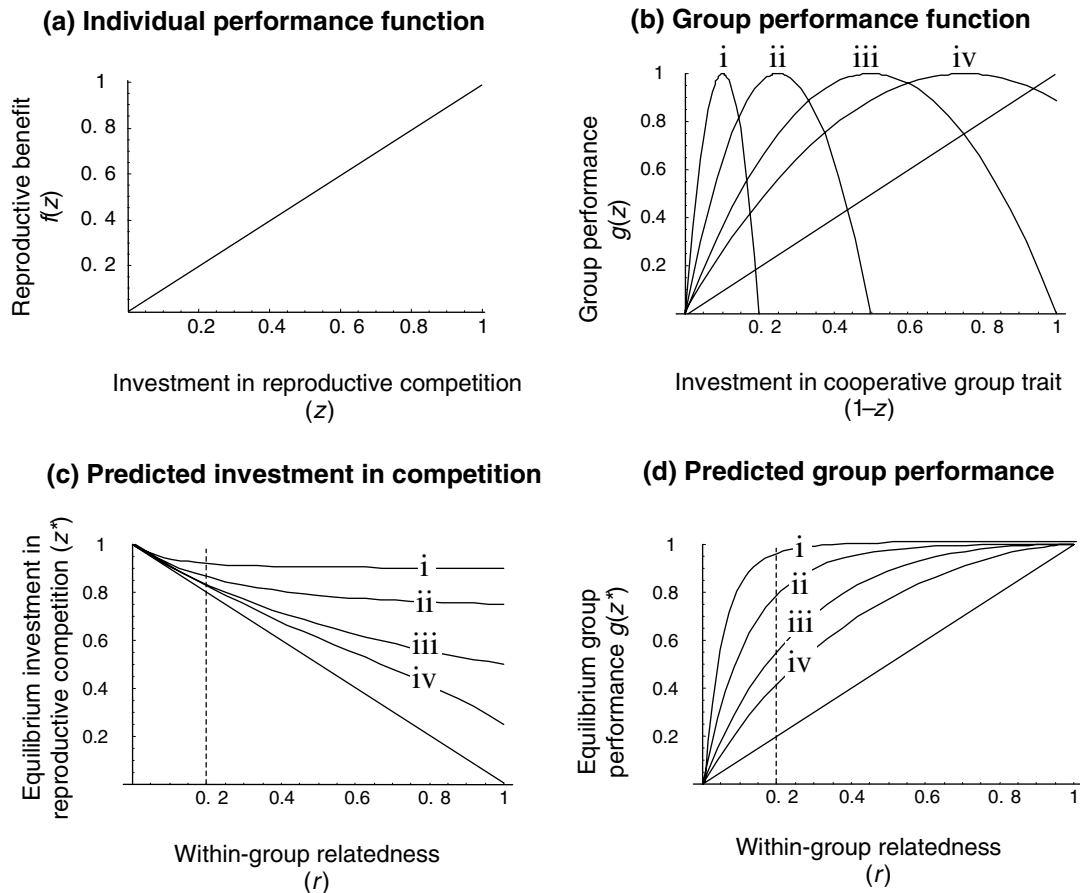 (a) Individual performance function
Reproductive benefit
f(z)
1
0. 8
0. 6
0. 4
0. 2
0.2
0. 4
0. 6
0. 8
1
Investment in reproductive competition
(z)
(b) Group performance function
i
ii
iii
iv
Group performance
g(z)
1
0. 8
0. 6
0. 4
0. 2
0. 2
0. 4
0. 6
0. 8
1
Investment in cooperative group trait
(1–z)
(c) Predicted investment in competition
Equilibrium investment in
reproductive competition (z*)
1
0. 8
0. 6
0. 4
0. 2
i
ii
iii
iv
0. 2
0. 4
0. 6
0. 8
1
Within-group relatedness
(r)
(d) Predicted group performance
Equilibrium group
performance g(z*)
1
0. 8
0. 6
0. 4
0. 2
i
ii
iii
iv
0. 2
0. 4
0. 6
0. 8
1
Within-group relatedness
(r)